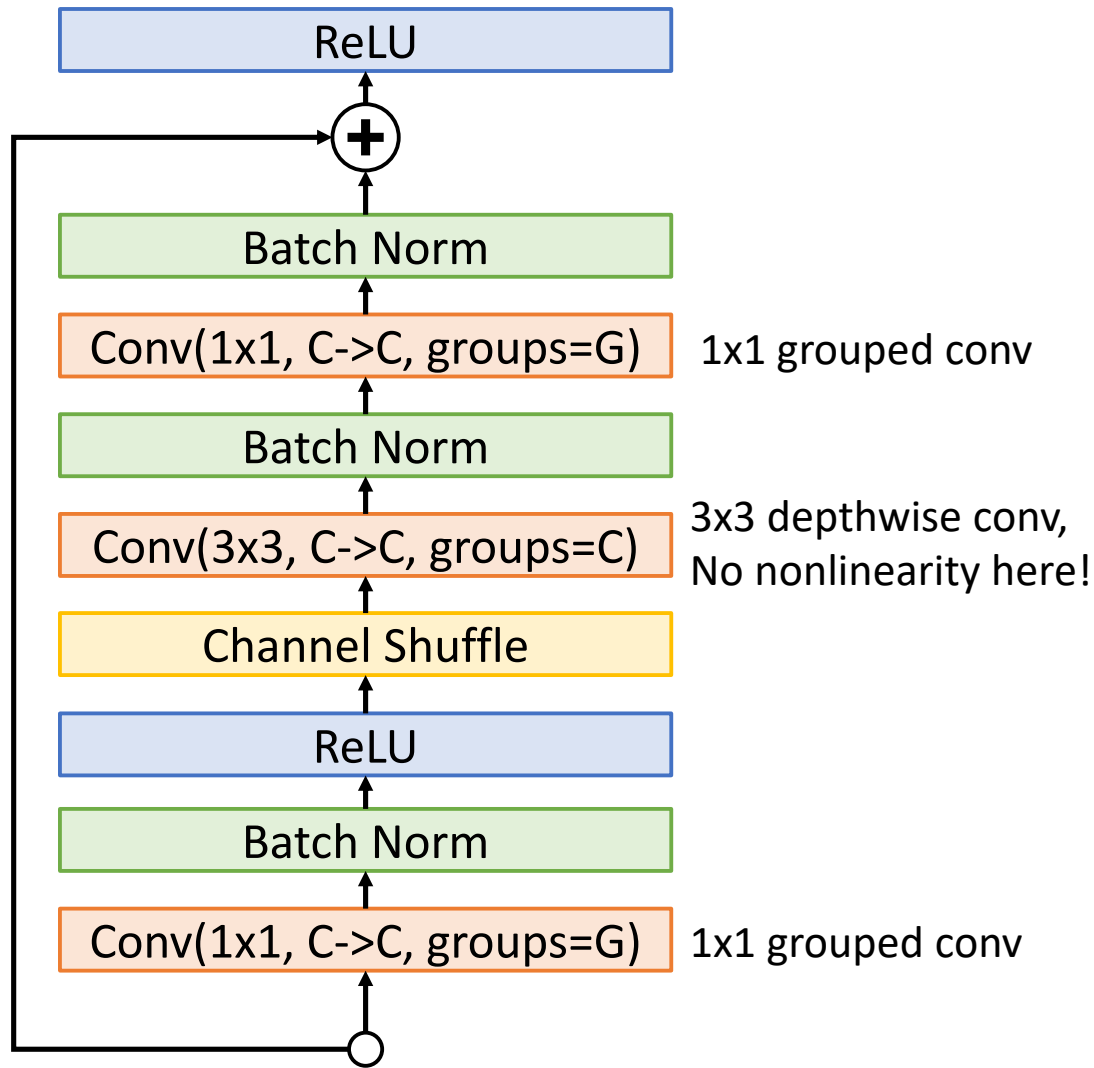 ReLU
Batch Norm
Conv(1x1, C->C, groups=G)
1x1 grouped conv
Batch Norm
Conv(3x3, C->C, groups=C)
3x3 depthwise conv,
No nonlinearity here!
Channel Shuffle
ReLU
Batch Norm
Conv(1x1, C->C, groups=G)
1x1 grouped conv